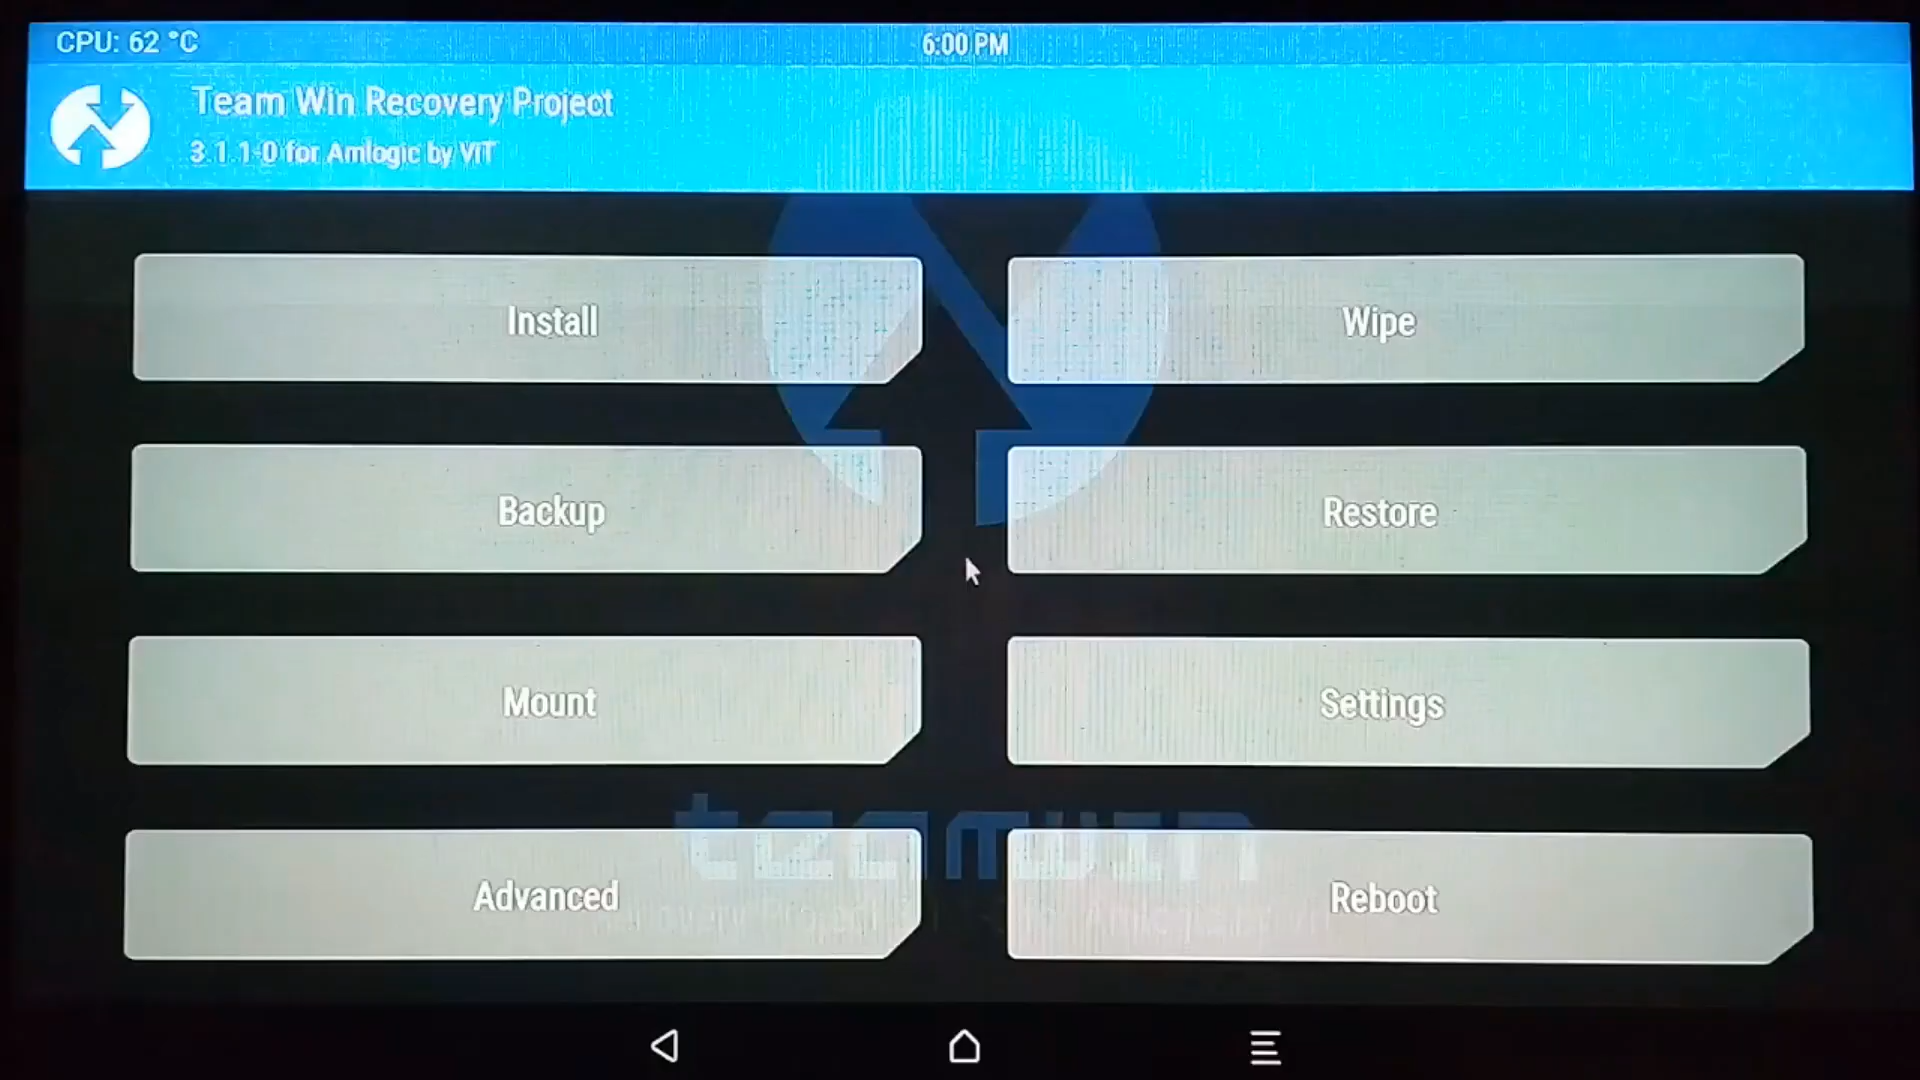 CPU: 62 °C
6:00 PM
Team Win Recovery Project
3.1.1-0 for Amlogic by VIT
Install
Wipe
Backup
Restore
Mount
Settings
teamwin
Advanced
Reboot